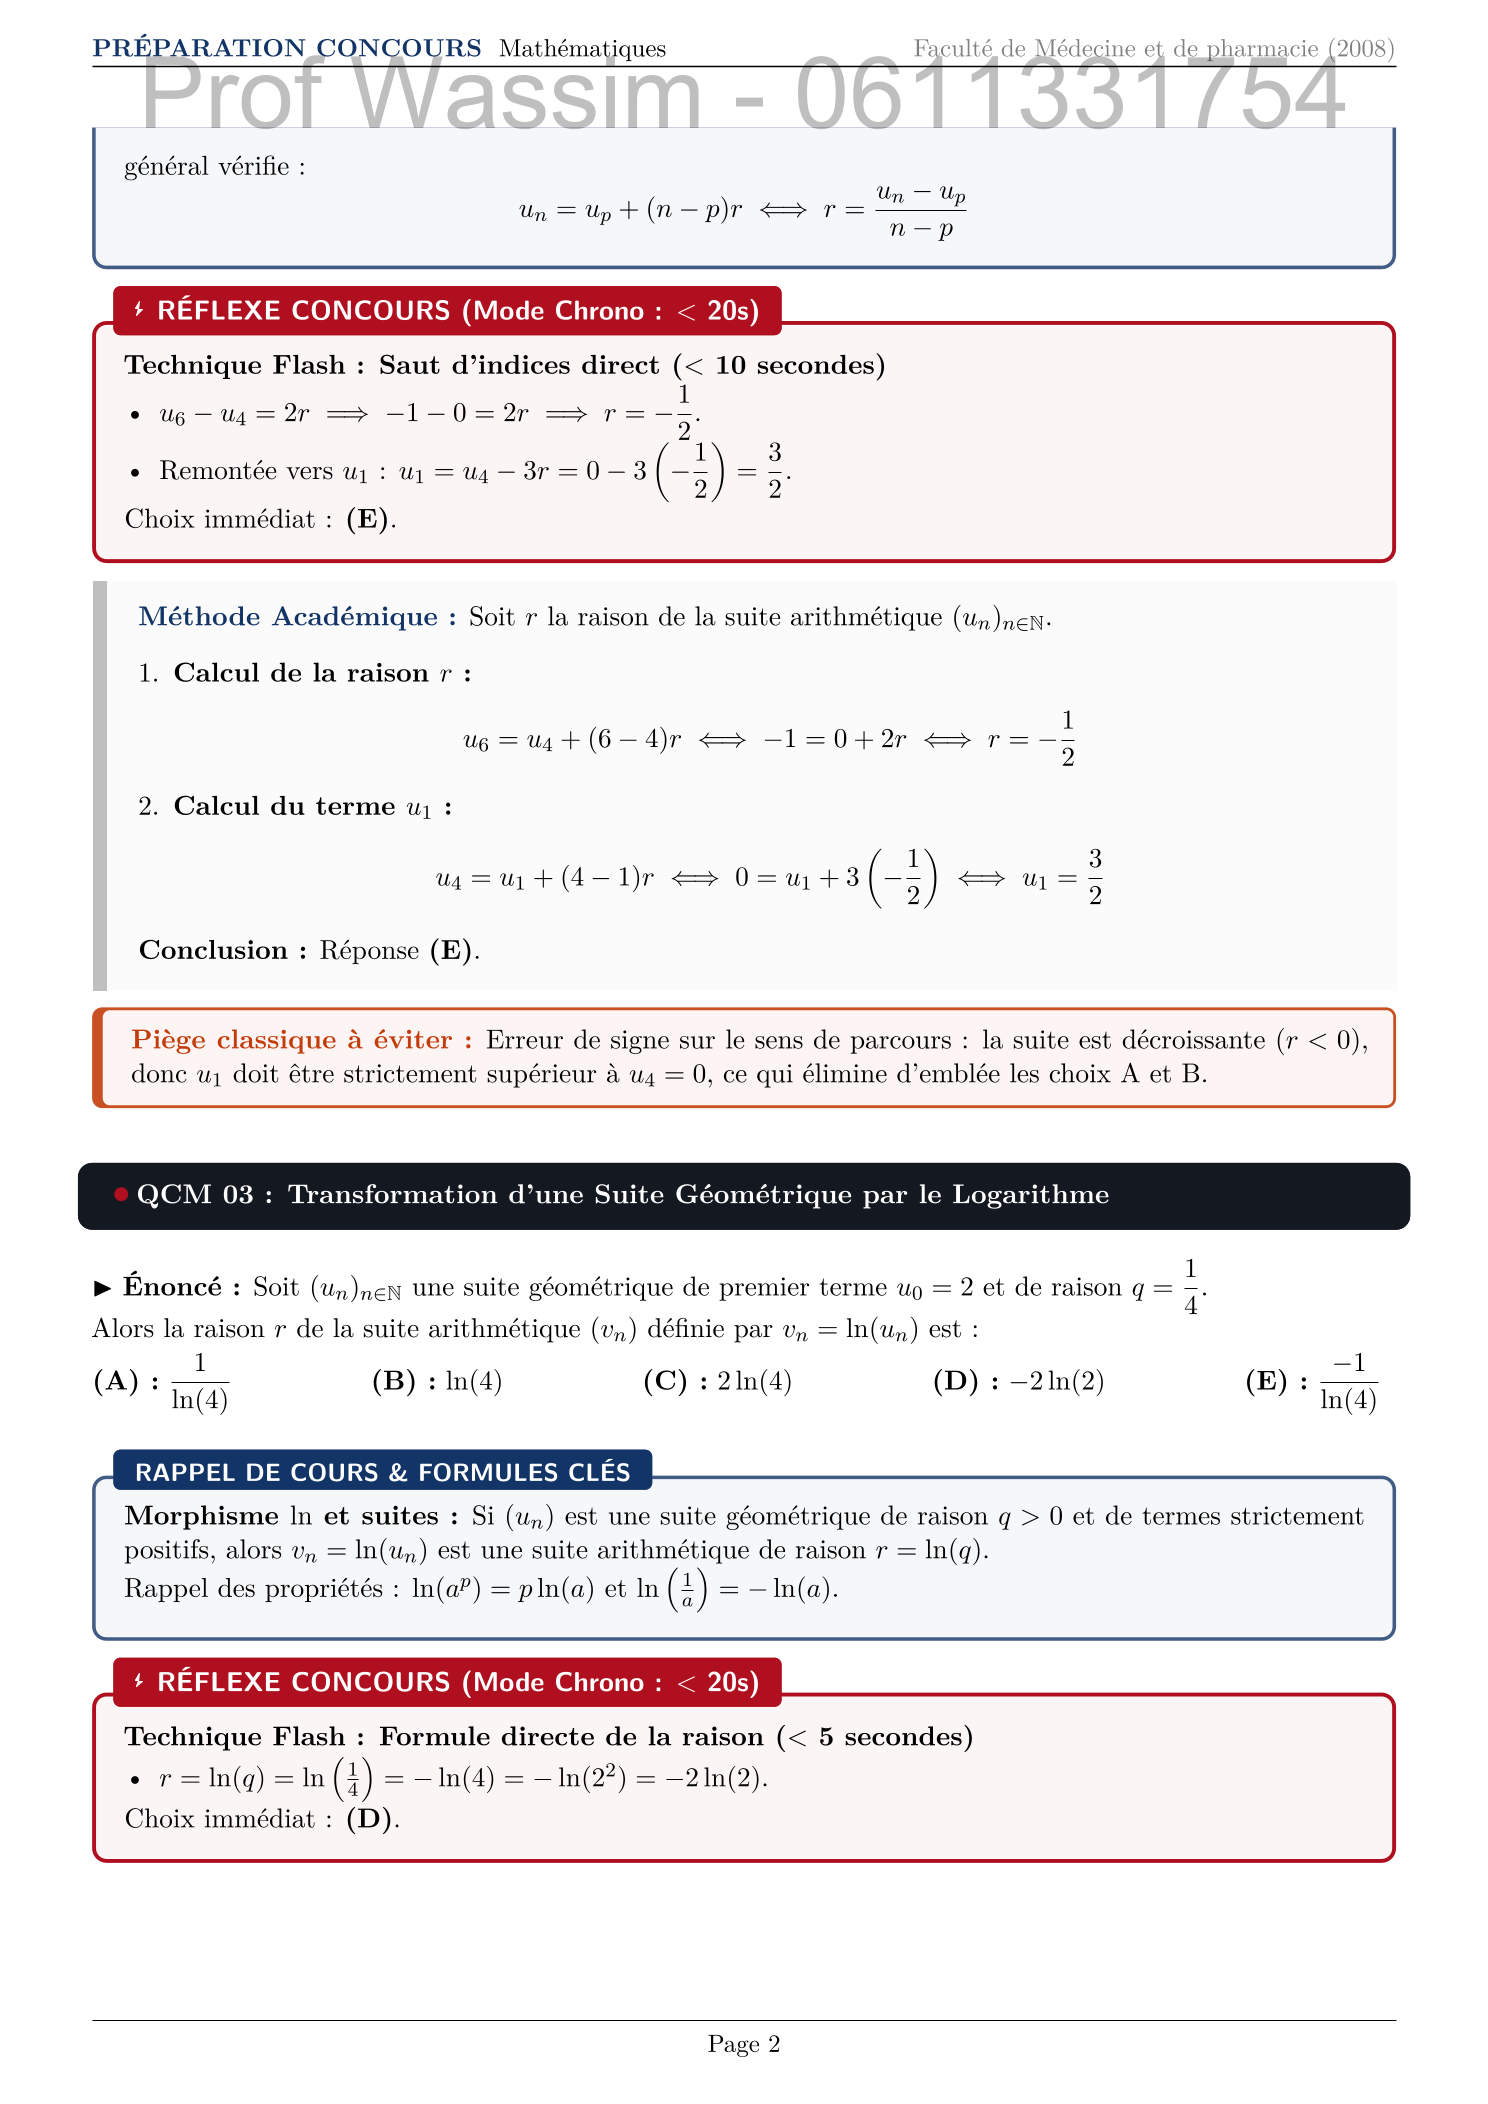 PRÉPARATION CONCOURS Mathématiques Faculté de Médecine et de pharmacie (2008)
Prof Wassim - 0611331754
général vérifie :
u_n = u_p + (n − p)r ⟺ r = (u_n − u_p)/(n − p)
RÉFLEXE CONCOURS (Mode Chrono : < 20s)
Technique Flash : Saut d'indices direct (< 10 secondes)
• u_6 − u_4 = 2r ⟹ −1 − 0 = 2r ⟹ r = −1/2.
• Remontée vers u_1 : u_1 = u_4 − 3r = 0 − 3(−1/2) = 3/2.
Choix immédiat : (E).
Méthode Académique : Soit r la raison de la suite arithmétique (u_n)_{n∈ℕ}.
1. Calcul de la raison r :
u_6 = u_4 + (6 − 4)r ⟺ −1 = 0 + 2r ⟺ r = −1/2
2. Calcul du terme u_1 :
u_4 = u_1 + (4 − 1)r ⟺ 0 = u_1 + 3(−1/2) ⟺ u_1 = 3/2
Conclusion : Réponse (E).
Piège classique à éviter : Erreur de signe sur le sens de parcours : la suite est décroissante (r < 0),
donc u_1 doit être strictement supérieur à u_4 = 0, ce qui élimine d'emblée les choix A et B.
● QCM 03 : Transformation d'une Suite Géométrique par le Logarithme
▶ Énoncé : Soit (u_n)_{n∈ℕ} une suite géométrique de premier terme u_0 = 2 et de raison q = 1/4.
Alors la raison r de la suite arithmétique (v_n) définie par v_n = ln(u_n) est :
(A) : 1/ln(4) (B) : ln(4) (C) : 2 ln(4) (D) : −2 ln(2) (E) : −1/ln(4)
RAPPEL DE COURS & FORMULES CLÉS
Morphisme ln et suites : Si (u_n) est une suite géométrique de raison q > 0 et de termes strictement
positifs, alors v_n = ln(u_n) est une suite arithmétique de raison r = ln(q).
Rappel des propriétés : ln(a^p) = p ln(a) et ln(1/a) = − ln(a).
RÉFLEXE CONCOURS (Mode Chrono : < 20s)
Technique Flash : Formule directe de la raison (< 5 secondes)
• r = ln(q) = ln(1/4) = − ln(4) = − ln(2²) = −2 ln(2).
Choix immédiat : (D).
Page 2